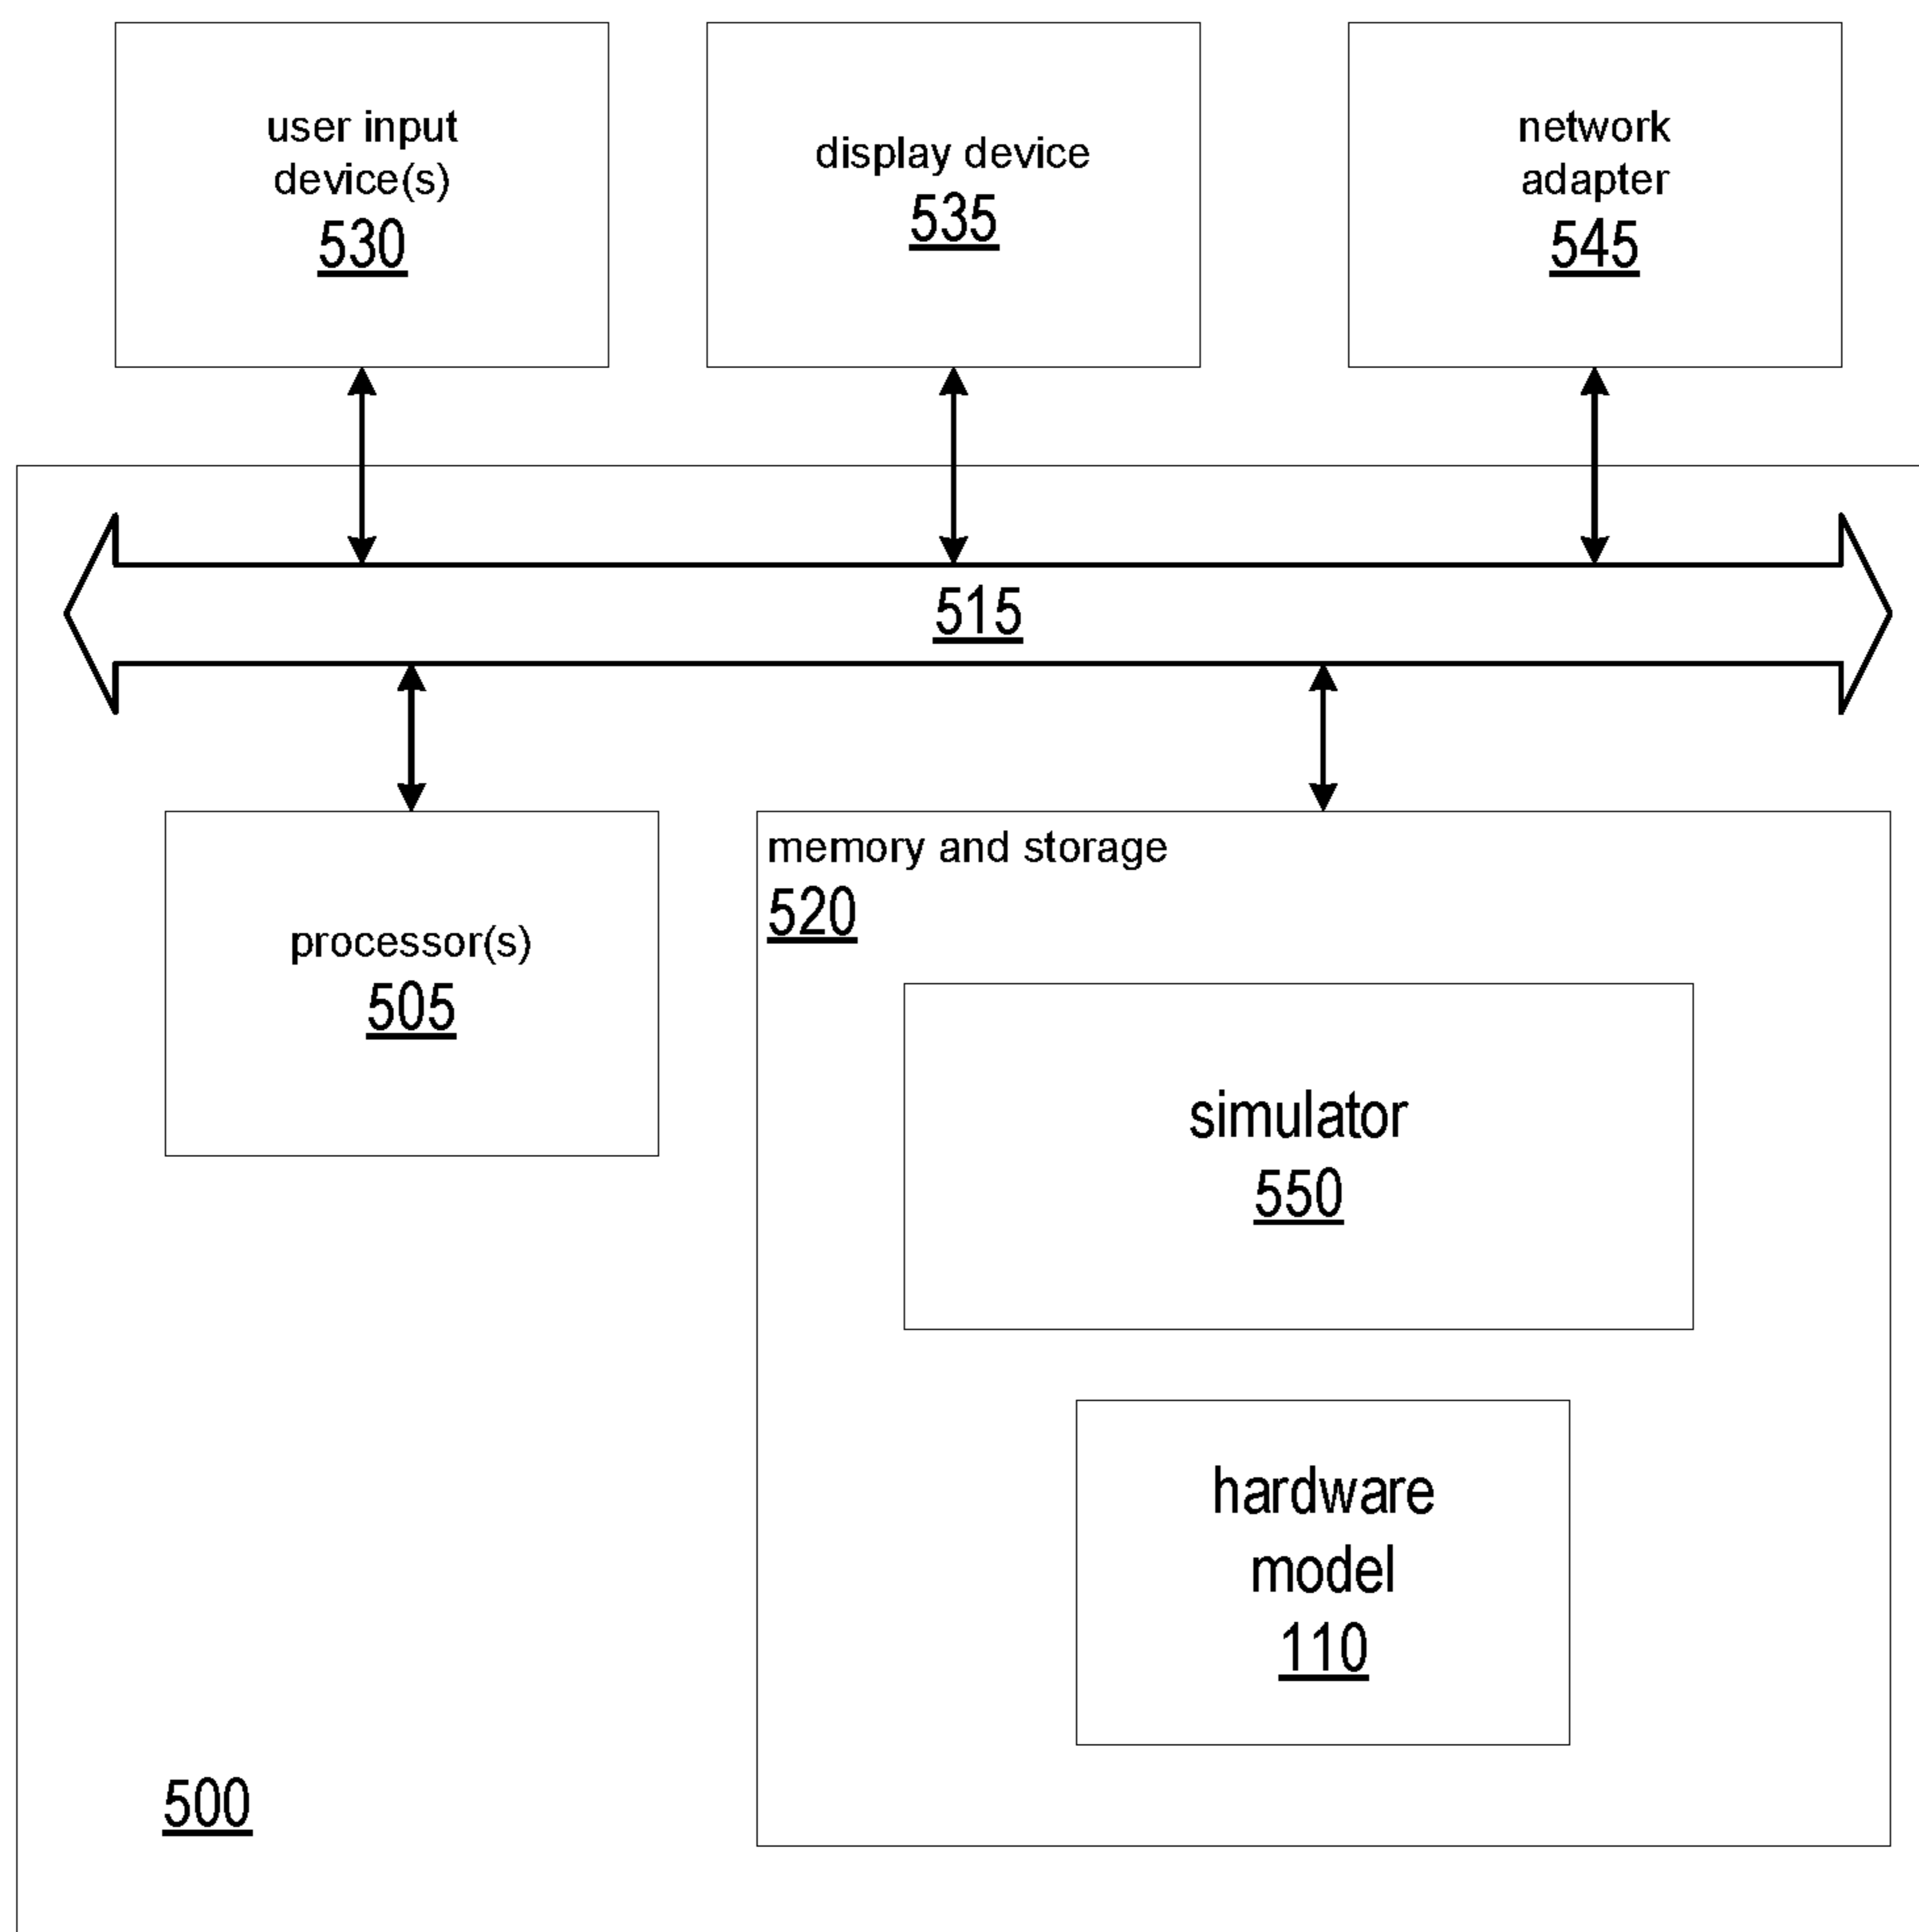 user input
device(s)
530
display device
535
network
adapter
545
515
processor(s)
505
memory and storage
520
simulator
550
hardware
model
110
500